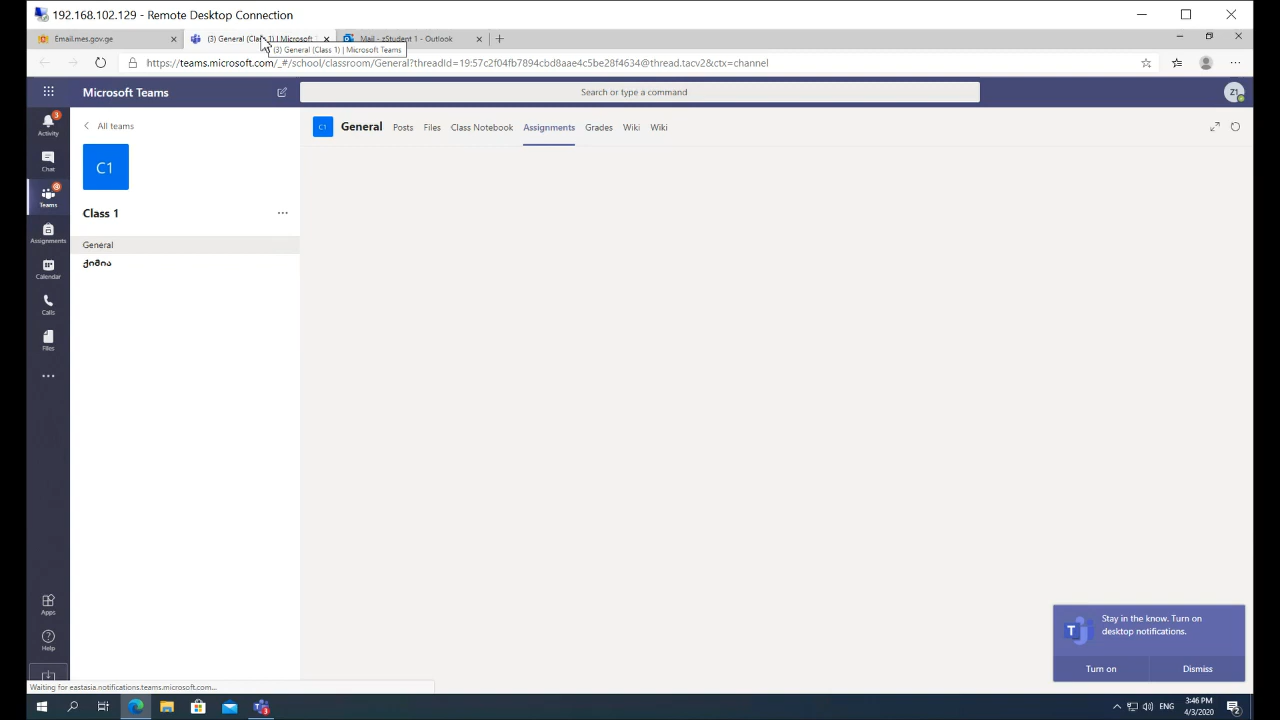 192.168.102.129 - Remote Desktop Connection
Email.mes.gov.ge
(3) General (Class 1) | Microsoft
Mail - zStudent 1 - Outlook
(3) General (Class 1) | Microsoft Teams
https://teams.microsoft.com/_#/school/classroom/General?threadId=19:57c2f04fb7894cbd8aae4c5be28f4634@thread.tacv2&ctx=channel
Microsoft Teams
Search or type a command
Z1
Activity
3
Chat
Teams
Assignments
Calendar
Calls
Files
Apps
Help
All teams
C1
Class 1
General
ქიმია
C1
General
Posts
Files
Class Notebook
Assignments
Grades
Wiki
Wiki
Stay in the know. Turn on
desktop notifications.
Turn on
Dismiss
Waiting for eastasia.notifications.teams.microsoft.com...
ENG
3:46 PM
4/3/2020
2